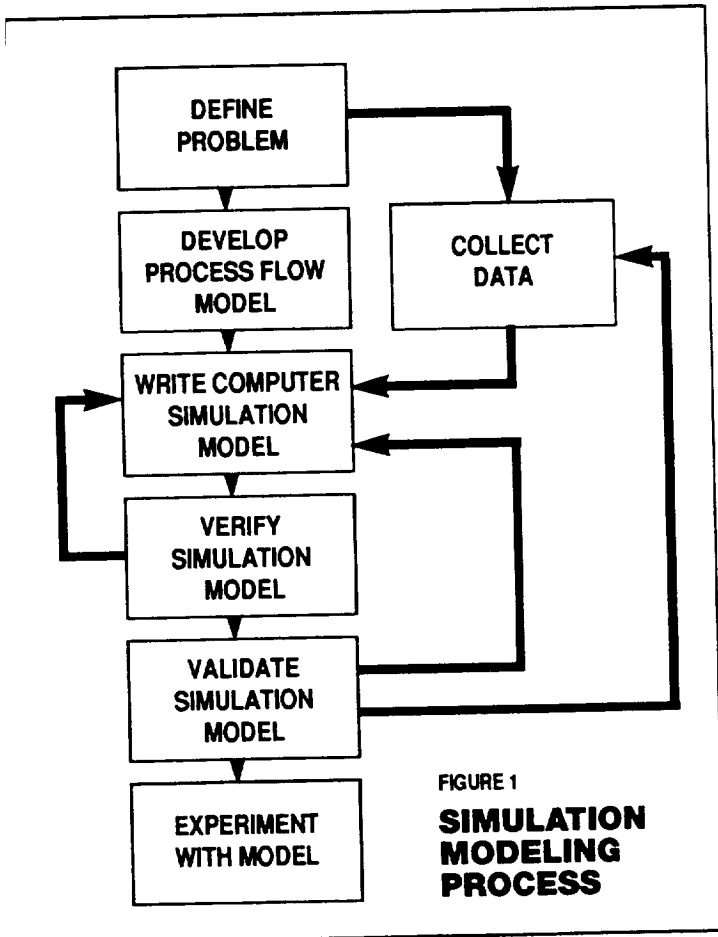 DEFINE
PROBLEM
DEVELOP
PROCESS FLOW
MODEL
COLLECT
DATA
WRITE COMPUTER
SIMULATION
MODEL
VERIFY
SIMULATION
MODEL
VALIDATE
SIMULATION
MODEL
EXPERIMENT
WITH MODEL
FIGURE 1
SIMULATION
MODELING
PROCESS